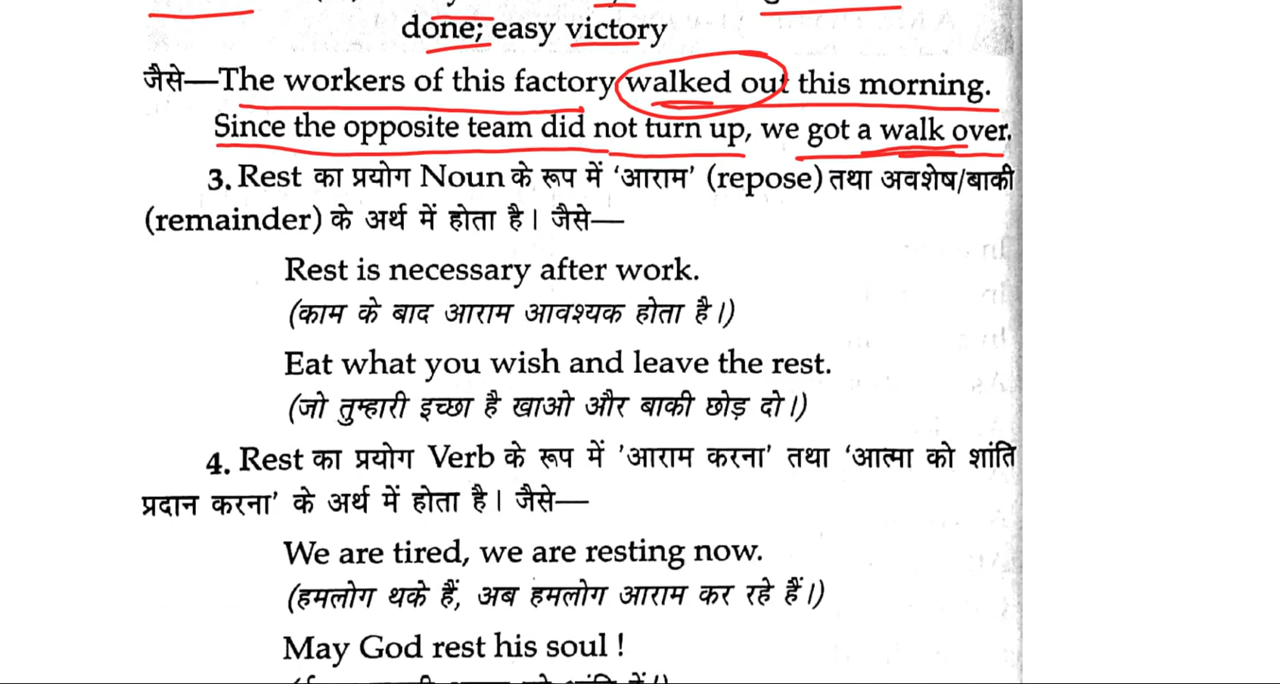 done; easy victory
जैसे—The workers of this factory walked out this morning.
Since the opposite team did not turn up, we got a walk over.
3. Rest का प्रयोग Noun के रूप में ‘आराम’ (repose) तथा अवशेष/बाकी
(remainder) के अर्थ में होता है। जैसे—
Rest is necessary after work.
(काम के बाद आराम आवश्यक होता है।)
Eat what you wish and leave the rest.
(जो तुम्हारी इच्छा है खाओ और बाकी छोड़ दो।)
4. Rest का प्रयोग Verb के रूप में ’आराम करना’ तथा ‘आत्मा को शांति
प्रदान करना’ के अर्थ में होता है। जैसे—
We are tired, we are resting now.
(हमलोग थके हैं, अब हमलोग आराम कर रहे हैं।)
May God rest his soul !